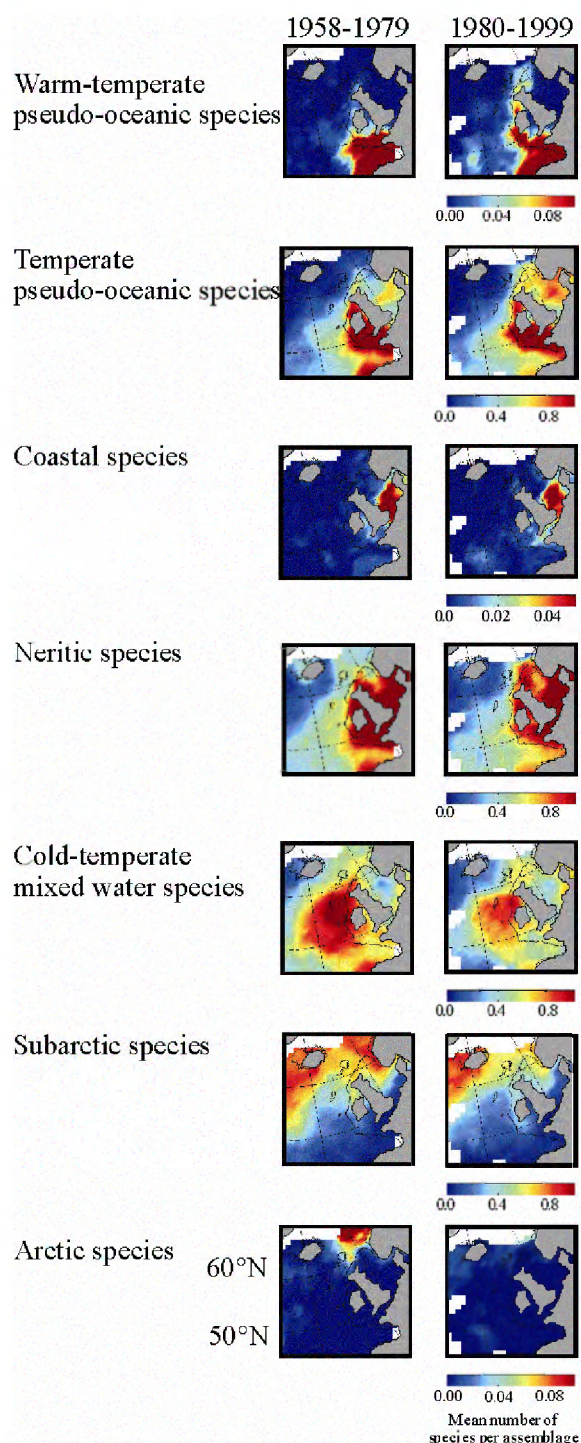 1958-1979 1980-1999
Warm-temperate
pseudo-oceanic species
0.00 0.04 0.08
Temperate
pseudo-oceanic species
0.0 0.4 0.8
Coastal species
0.0 0.02 0.04
Neritic species
0.0 0.4 0.8
Cold-temperate
mixed water species
0.0 0.4 0.8
Subarctic species
0.0 0.4 0.8
Arctic species
60°N
50°N
0.00 0.04 0.08
Mean number of
species per assemblage